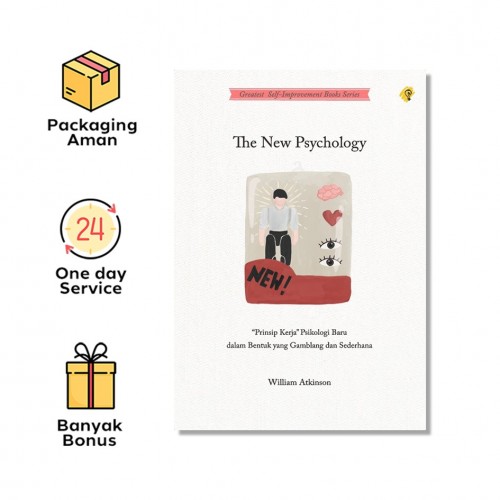 Packaging
Aman
24
One day
Service
Banyak
Bonus
Greatest Self-Improvement Books Series
The New Psychology
NEW!
"Prinsip Kerja" Psikologi Baru
dalam Bentuk yang Gamblang dan Sederhana
William Atkinson